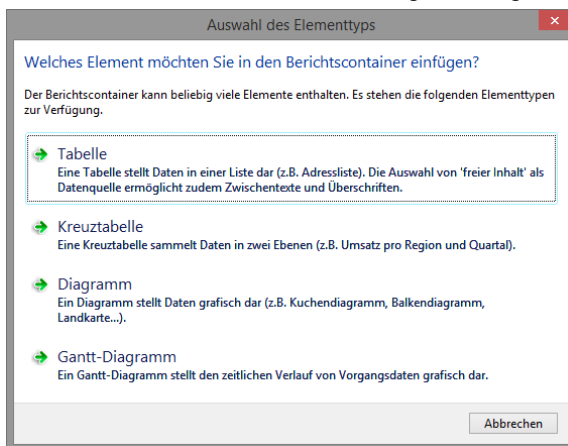 Auswahl des Elementtyps
Welches Element möchten Sie in den Berichtscontainer einfügen?
Der Berichtscontainer kann beliebig viele Elemente enthalten. Es stehen die folgenden Elementtypen
zur Verfügung.
Tabelle
Eine Tabelle stellt Daten in einer Liste dar (z.B. Adressliste). Die Auswahl von 'freier Inhalt' als
Datenquelle ermöglicht zudem Zwischentexte und Überschriften.
Kreuztabelle
Eine Kreuztabelle sammelt Daten in zwei Ebenen (z.B. Umsatz pro Region und Quartal).
Diagramm
Ein Diagramm stellt Daten grafisch dar (z.B. Kuchendiagramm, Balkendiagramm,
Landkarte...).
Gantt-Diagramm
Ein Gantt-Diagramm stellt den zeitlichen Verlauf von Vorgangsdaten grafisch dar.
Abbrechen